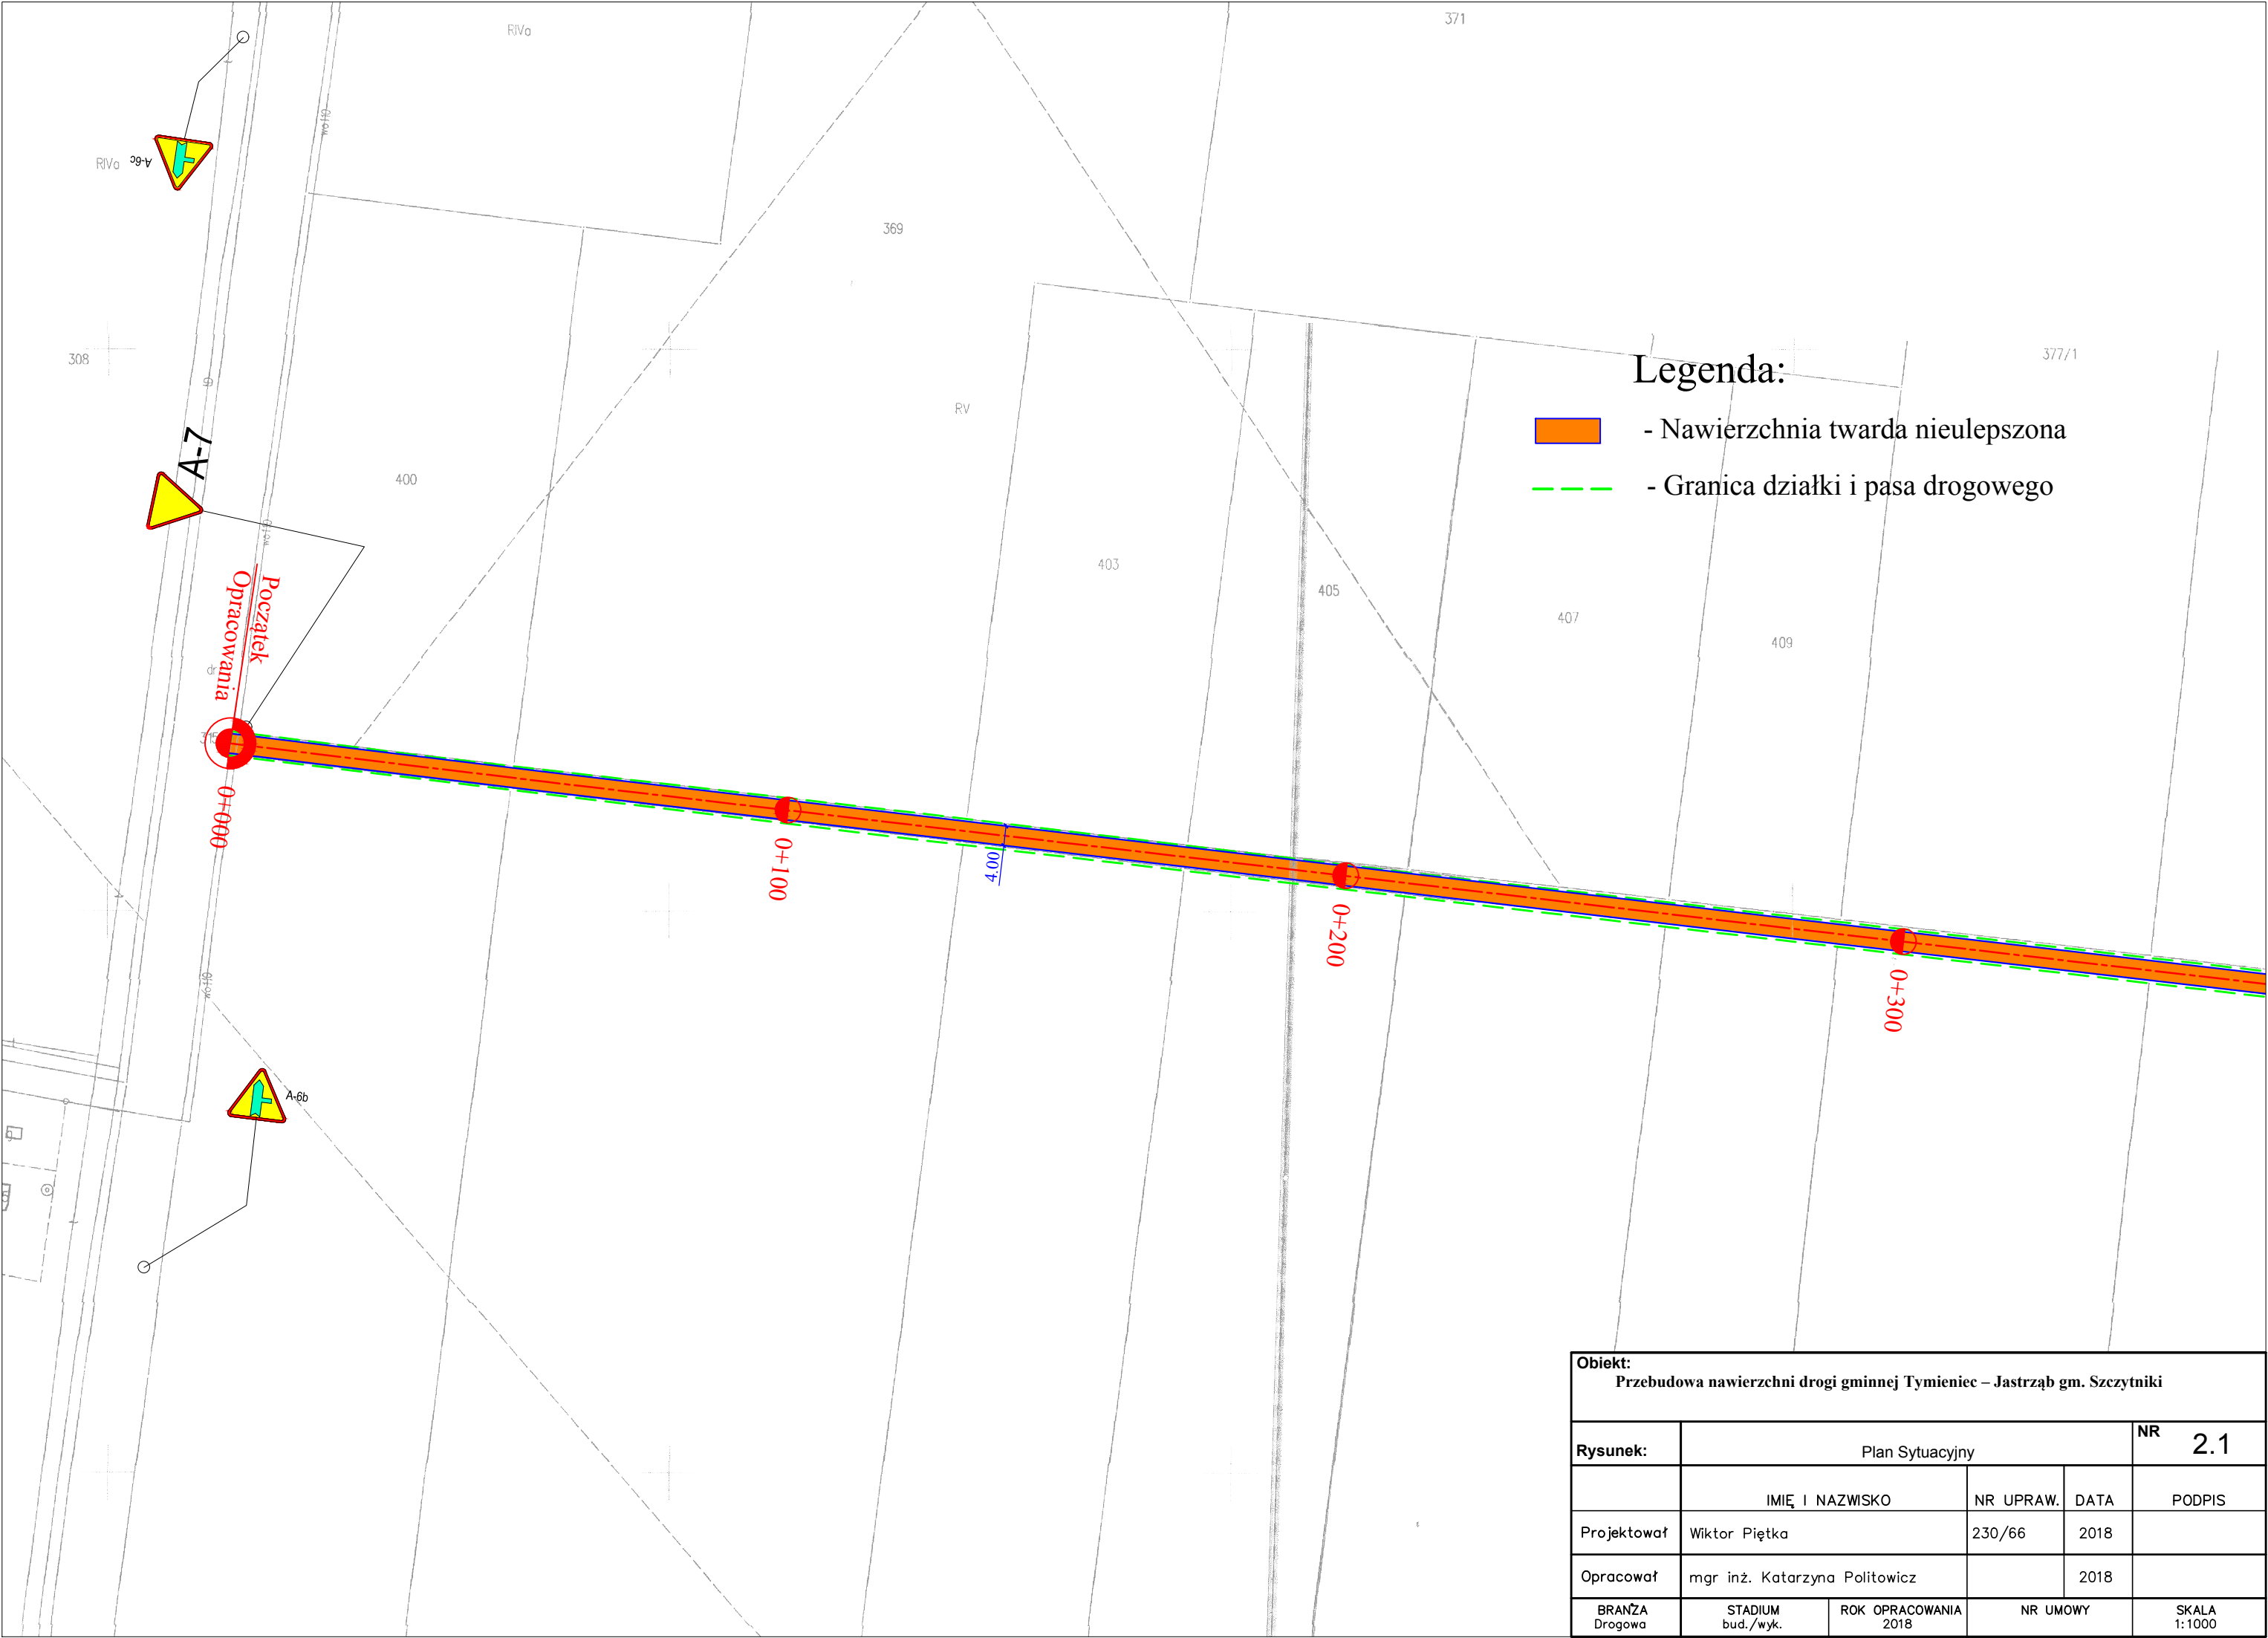 371
RIVa
wo110
RIVa
A-6c
369
308
377/1
Legenda:
- Nawierzchnia twarda nieulepszona
- Granica działki i pasa drogowego
RV
A-7
400
403
405
407
409
Początek
Opracowania
dr
0+000
0+100
4.00
0+200
0+300
wo110
A-6b
Obiekt:
Przebudowa nawierzchni drogi gminnej Tymieniec – Jastrząb gm. Szczytniki
Rysunek:
Plan Sytuacyjny
NR 2.1
IMIĘ I NAZWISKO NR UPRAW. DATA PODPIS
Projektował Wiktor Piętka 230/66 2018
Opracował mgr inż. Katarzyna Politowicz 2018
BRANŻA STADIUM ROK OPRACOWANIA NR UMOWY SKALA
Drogowa bud./wyk. 2018 1:1000